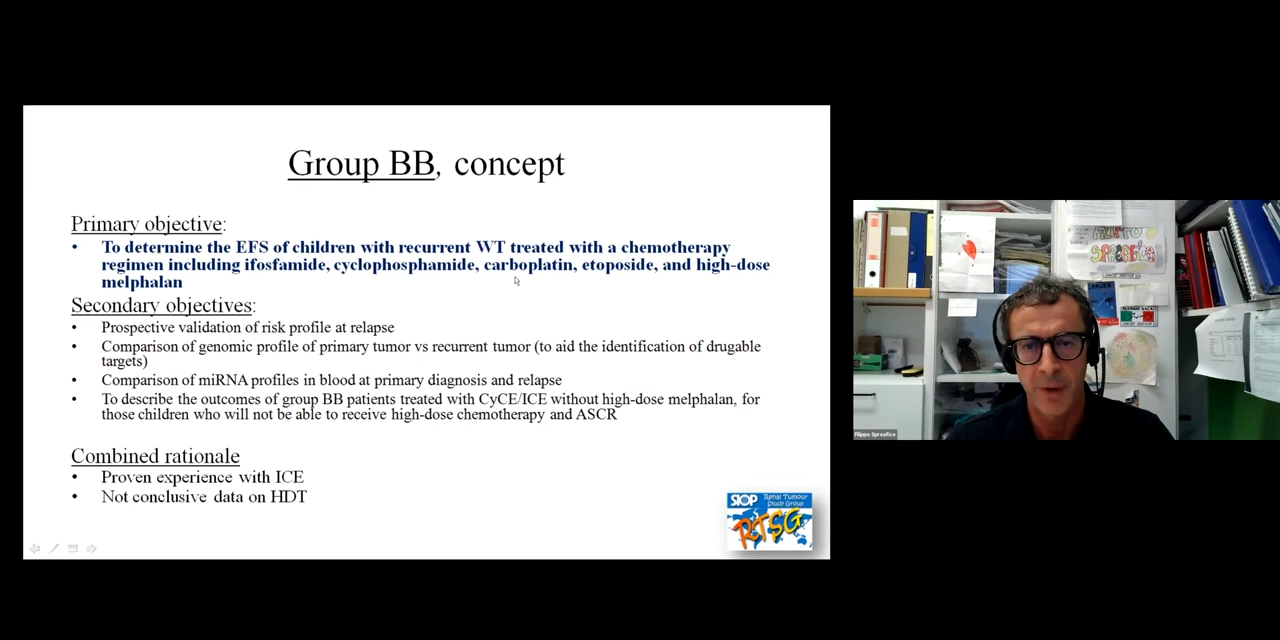 Group BB, concept
Primary objective:
• To determine the EFS of children with recurrent WT treated with a chemotherapy
regimen including ifosfamide, cyclophosphamide, carboplatin, etoposide, and high-dose
melphalan
Secondary objectives:
• Prospective validation of risk profile at relapse
• Comparison of genomic profile of primary tumor vs recurrent tumor (to aid the identification of drugable
targets)
• Comparison of miRNA profiles in blood at primary diagnosis and relapse
• To describe the outcomes of group BB patients treated with CyCE/ICE without high-dose melphalan, for
those children who will not be able to receive high-dose chemotherapy and ASCR
Combined rationale
• Proven experience with ICE
• Not conclusive data on HDT
SIOP
Renal Tumour
Study Group
RTSG
Filippo Spreafico